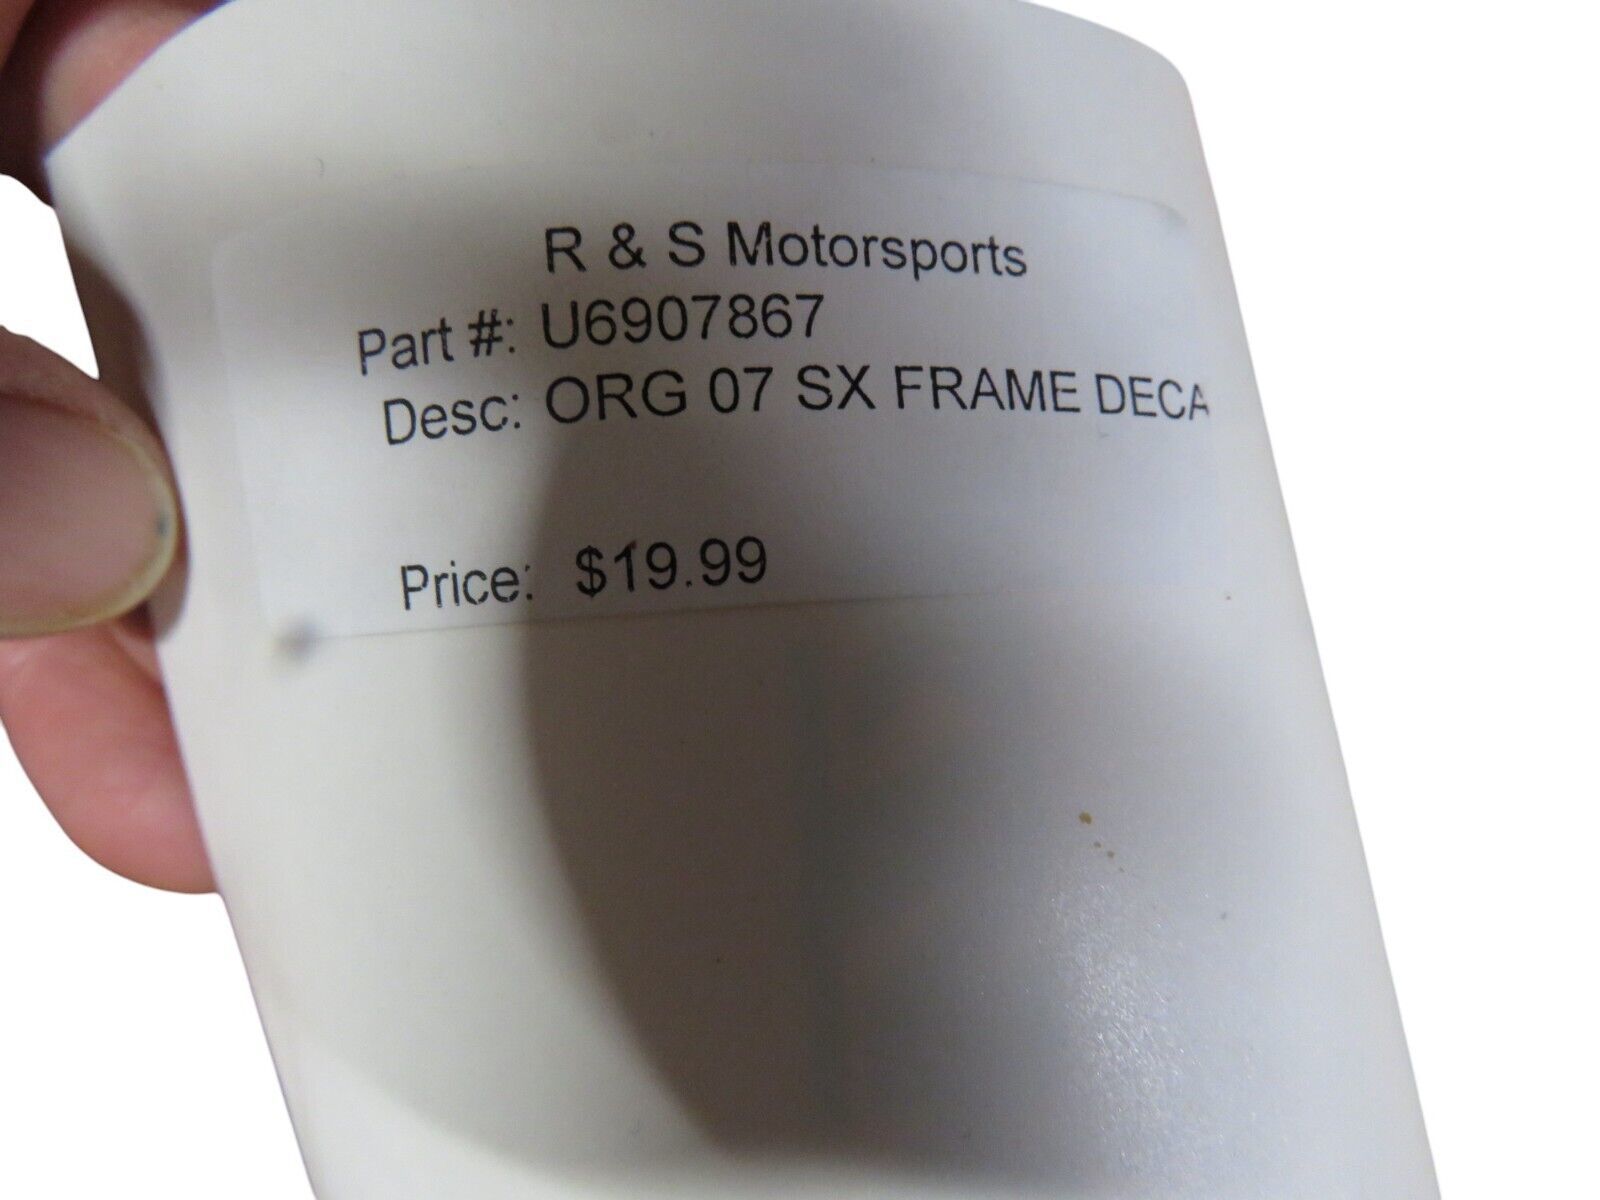 R & S Motorsports
Part #: U6907867
Desc: ORG 07 SX FRAME DECA
Price: $19.99